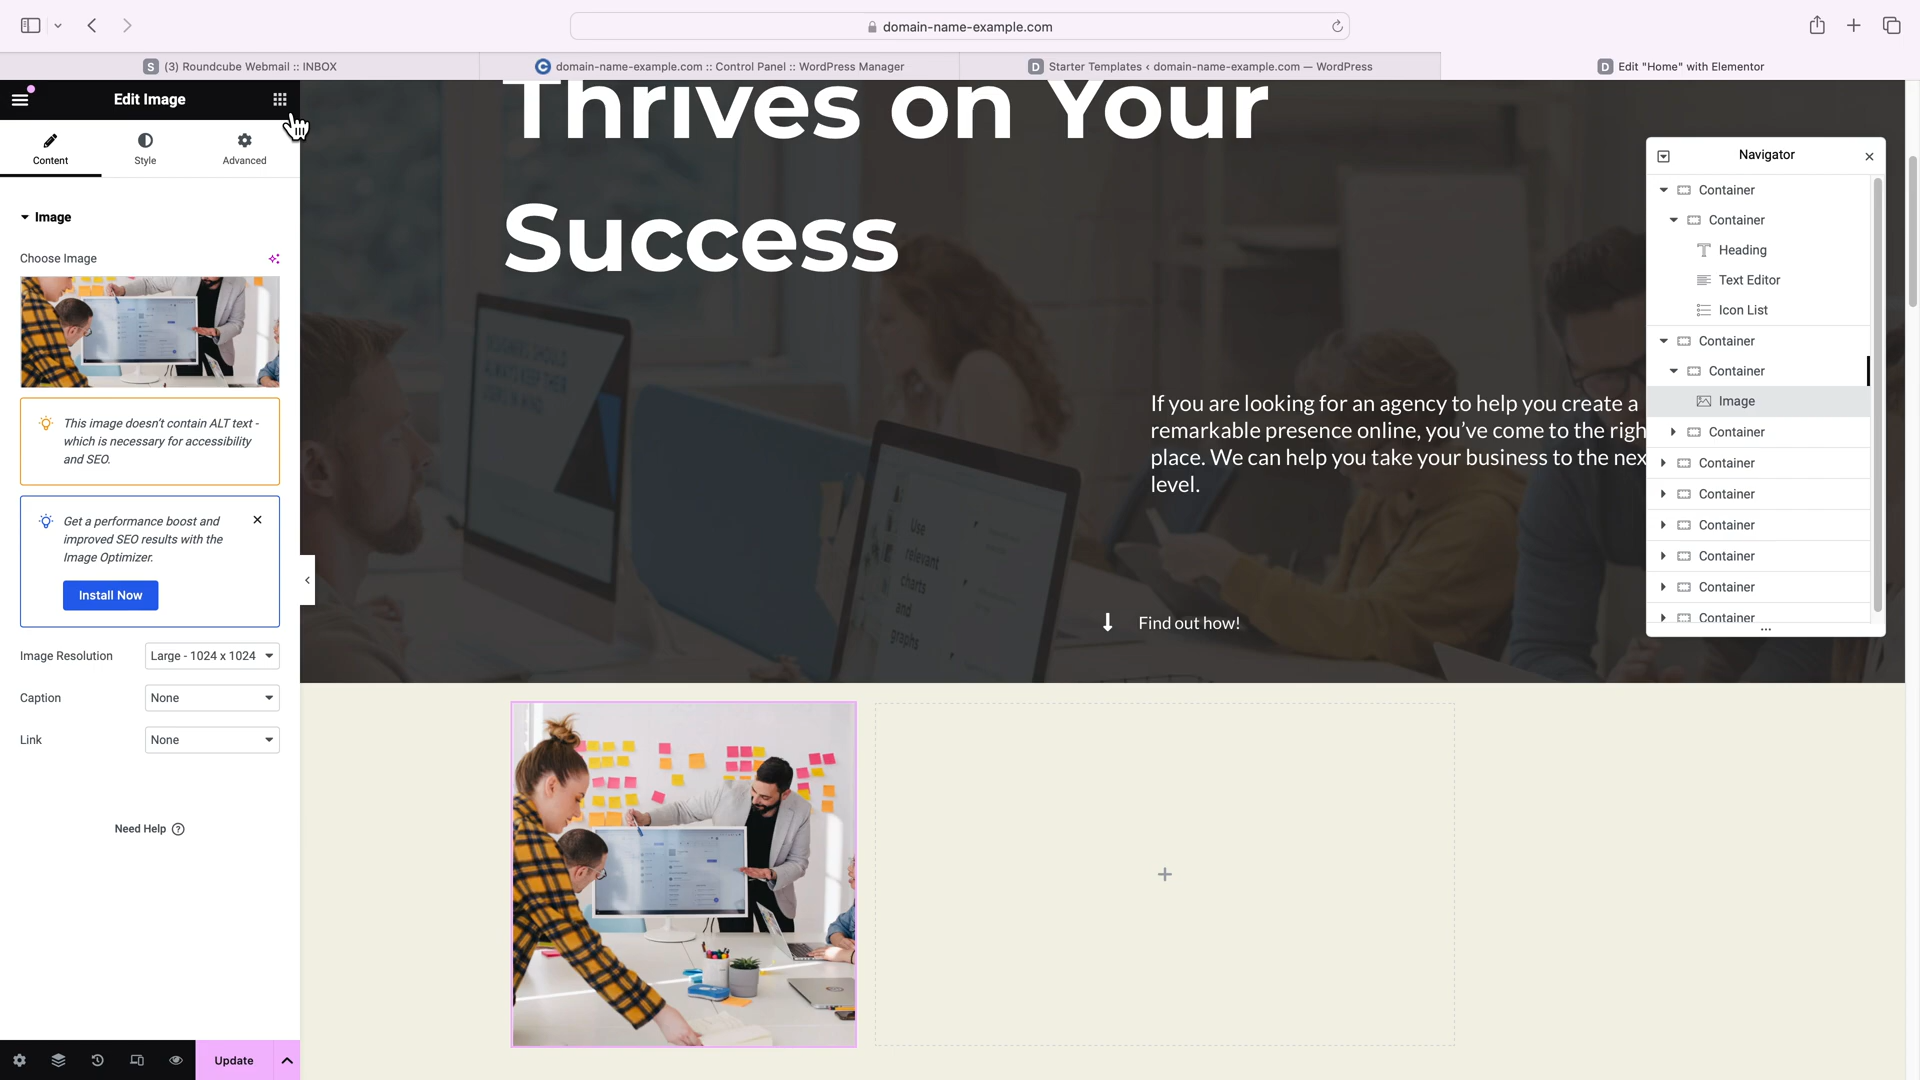 domain-name-example.com
S (3) Roundcube Webmail :: INBOX
C domain-name-example.com :: Control Panel :: WordPress Manager
D Starter Templates ‹ domain-name-example.com — WordPress
D Edit "Home" with Elementor
Edit Image
Content
Style
Advanced
Image
Choose Image
This image doesn't contain ALT text -
which is necessary for accessibility
and SEO.
Get a performance boost and
improved SEO results with the
Image Optimizer.
Install Now
Image Resolution
Large - 1024 x 1024
Caption
None
Link
None
Need Help
Update
Thrives on Your
Success
If you are looking for an agency to help you create a
remarkable presence online, you've come to the righ
place. We can help you take your business to the nex
level.
Find out how!
Use
relevant
charts
and
graphs
Navigator
Container
Container
Heading
Text Editor
Icon List
Container
Container
Image
Container
Container
Container
Container
Container
Container
Container